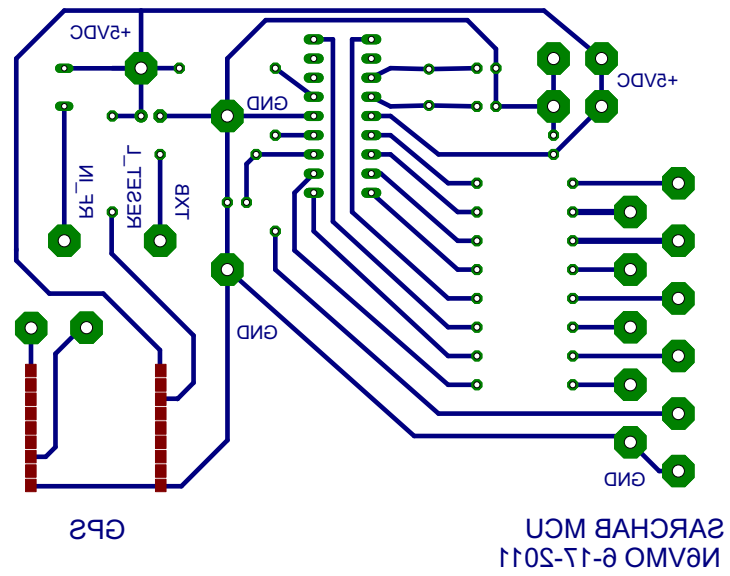 +5VDC
+5VDC
GND
RF_IN
RESET_L
TXB
GND
GND
GPS
SARCHAB MCU
N6VMO 6-17-2011